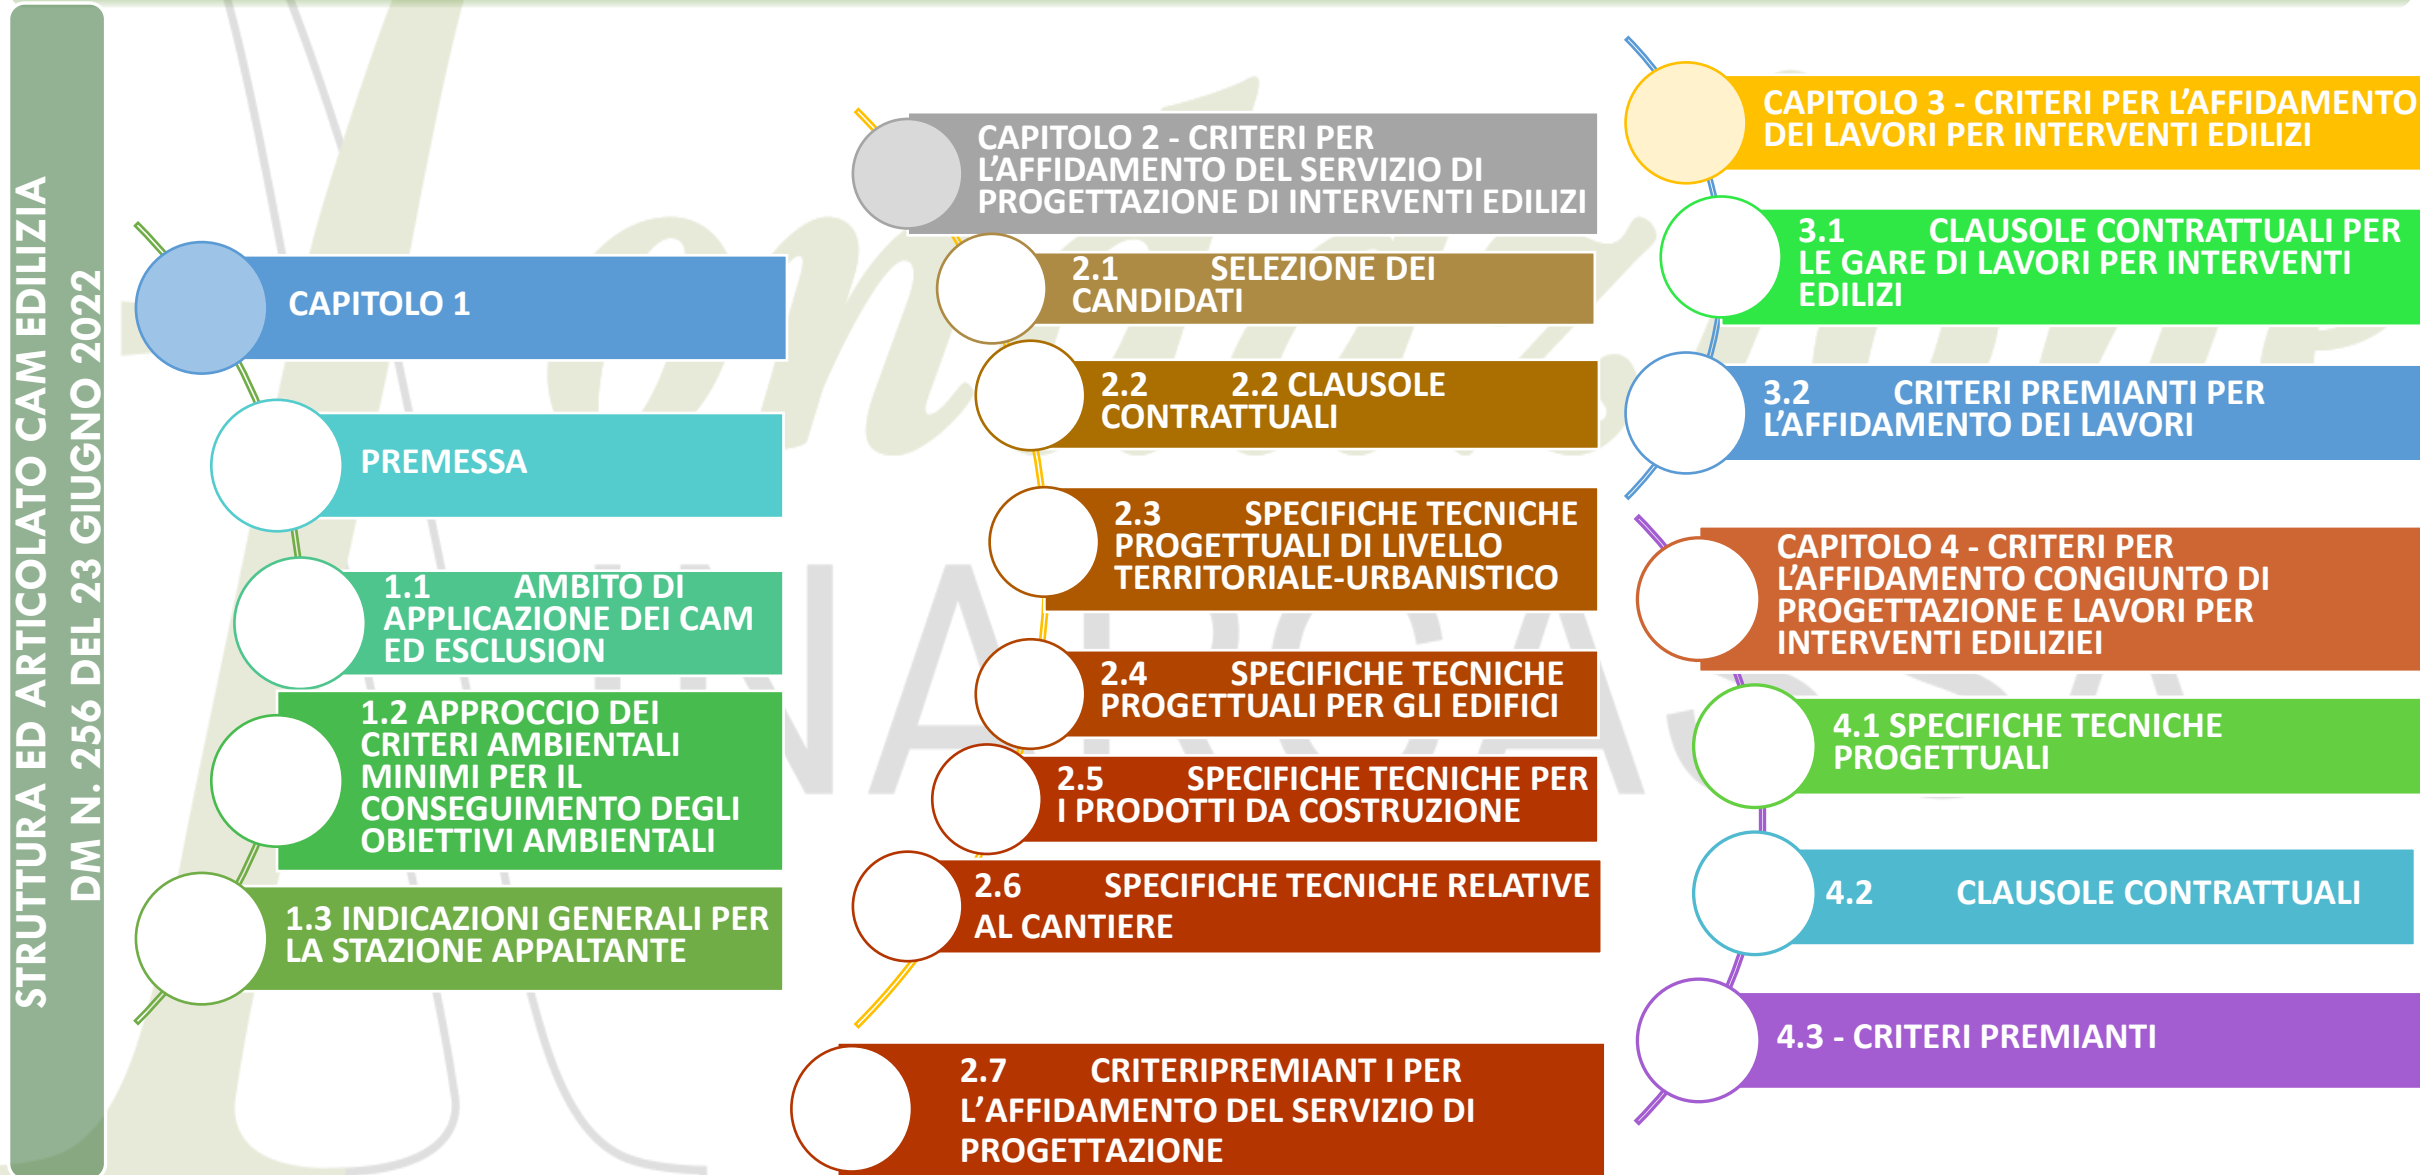 STRUTTURA ED ARTICOLATO CAM EDILIZIA
DM N. 256 DEL 23 GIUGNO 2022
CAPITOLO 1
PREMESSA
1.1 AMBITO DI
APPLICAZIONE DEI CAM
ED ESCLUSION
1.2 APPROCCIO DEI
CRITERI AMBIENTALI
MINIMI PER IL
CONSEGUIMENTO DEGLI
OBIETTIVI AMBIENTALI
1.3 INDICAZIONI GENERALI PER
LA STAZIONE APPALTANTE
CAPITOLO 2 - CRITERI PER
L'AFFIDAMENTO DEL SERVIZIO DI
PROGETTAZIONE DI INTERVENTI EDILIZI
2.1 SELEZIONE DEI
CANDIDATI
2.2 2.2 CLAUSOLE
CONTRATTUALI
2.3 SPECIFICHE TECNICHE
PROGETTUALI DI LIVELLO
TERRITORIALE-URBANISTICO
2.4 SPECIFICHE TECNICHE
PROGETTUALI PER GLI EDIFICI
2.5 SPECIFICHE TECNICHE PER
I PRODOTTI DA COSTRUZIONE
2.6 SPECIFICHE TECNICHE RELATIVE
AL CANTIERE
2.7 CRITERIPREMIANT I PER
L'AFFIDAMENTO DEL SERVIZIO DI
PROGETTAZIONE
CAPITOLO 3 - CRITERI PER L'AFFIDAMENTO
DEI LAVORI PER INTERVENTI EDILIZI
3.1 CLAUSOLE CONTRATTUALI PER
LE GARE DI LAVORI PER INTERVENTI
EDILIZI
3.2 CRITERI PREMIANTI PER
L'AFFIDAMENTO DEI LAVORI
CAPITOLO 4 - CRITERI PER
L'AFFIDAMENTO CONGIUNTO DI
PROGETTAZIONE E LAVORI PER
INTERVENTI EDILIZIEI
4.1 SPECIFICHE TECNICHE
PROGETTUALI
4.2 CLAUSOLE CONTRATTUALI
4.3 - CRITERI PREMIANTI